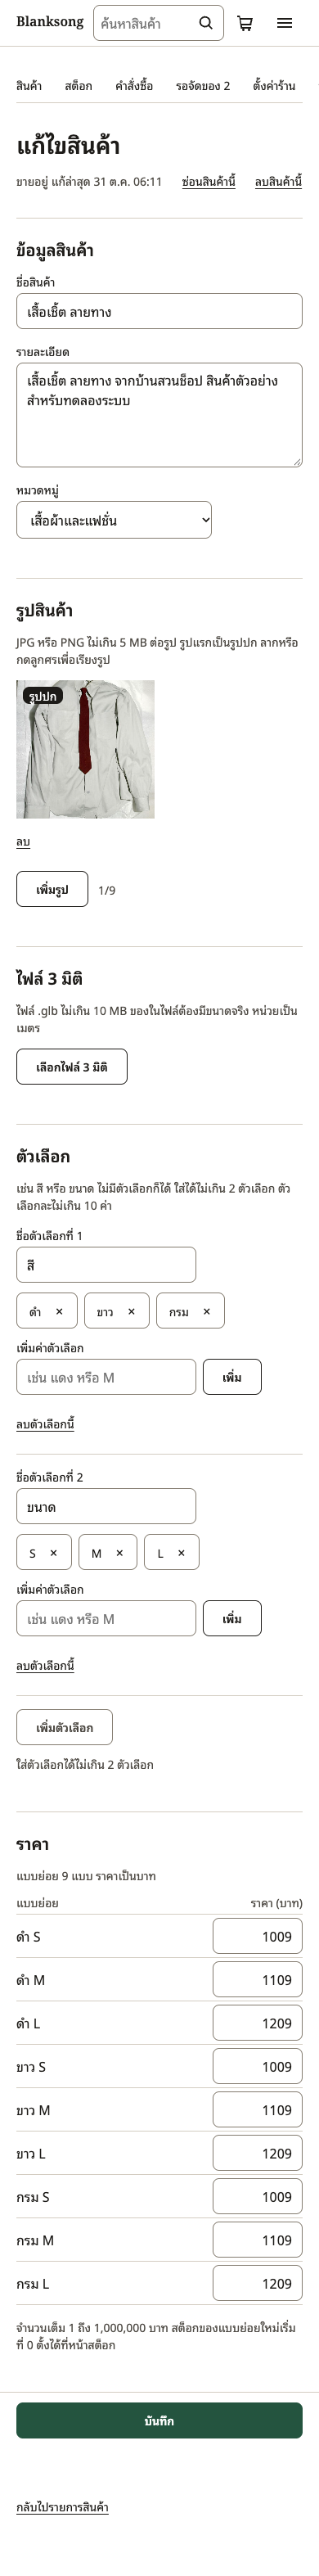 Blanksong
ค้นหาสินค้า
สินค้า สต็อก คำสั่งซื้อ รอจัดของ 2 ตั้งค่าร้าน
แก้ไขสินค้า
ขายอยู่ แก้ล่าสุด 31 ต.ค. 06:11 ซ่อนสินค้านี้ ลบสินค้านี้
ข้อมูลสินค้า
ชื่อสินค้า
เสื้อเชิ้ต ลายทาง
รายละเอียด
เสื้อเชิ้ต ลายทาง จากบ้านสวนช็อป สินค้าตัวอย่าง
สำหรับทดลองระบบ
หมวดหมู่
เสื้อผ้าและแฟชั่น
รูปสินค้า
JPG หรือ PNG ไม่เกิน 5 MB ต่อรูป รูปแรกเป็นรูปปก ลากหรือ
กดลูกศรเพื่อเรียงรูป
รูปปก
ลบ
เพิ่มรูป 1/9
ไฟล์ 3 มิติ
ไฟล์ .glb ไม่เกิน 10 MB ของในไฟล์ต้องมีขนาดจริง หน่วยเป็น
เมตร
เลือกไฟล์ 3 มิติ
ตัวเลือก
เช่น สี หรือ ขนาด ไม่มีตัวเลือกก็ได้ ใส่ได้ไม่เกิน 2 ตัวเลือก ตัว
เลือกละไม่เกิน 10 ค่า
ชื่อตัวเลือกที่ 1
สี
ดำ × ขาว × กรม ×
เพิ่มค่าตัวเลือก
เช่น แดง หรือ M เพิ่ม
ลบตัวเลือกนี้
ชื่อตัวเลือกที่ 2
ขนาด
S × M × L ×
เพิ่มค่าตัวเลือก
เช่น แดง หรือ M เพิ่ม
ลบตัวเลือกนี้
เพิ่มตัวเลือก
ใส่ตัวเลือกได้ไม่เกิน 2 ตัวเลือก
ราคา
แบบย่อย 9 แบบ ราคาเป็นบาท
แบบย่อย ราคา (บาท)
ดำ S 1009
ดำ M 1109
ดำ L 1209
ขาว S 1009
ขาว M 1109
ขาว L 1209
กรม S 1009
กรม M 1109
กรม L 1209
จำนวนเต็ม 1 ถึง 1,000,000 บาท สต็อกของแบบย่อยใหม่เริ่ม
ที่ 0 ตั้งได้ที่หน้าสต็อก
บันทึก
กลับไปรายการสินค้า